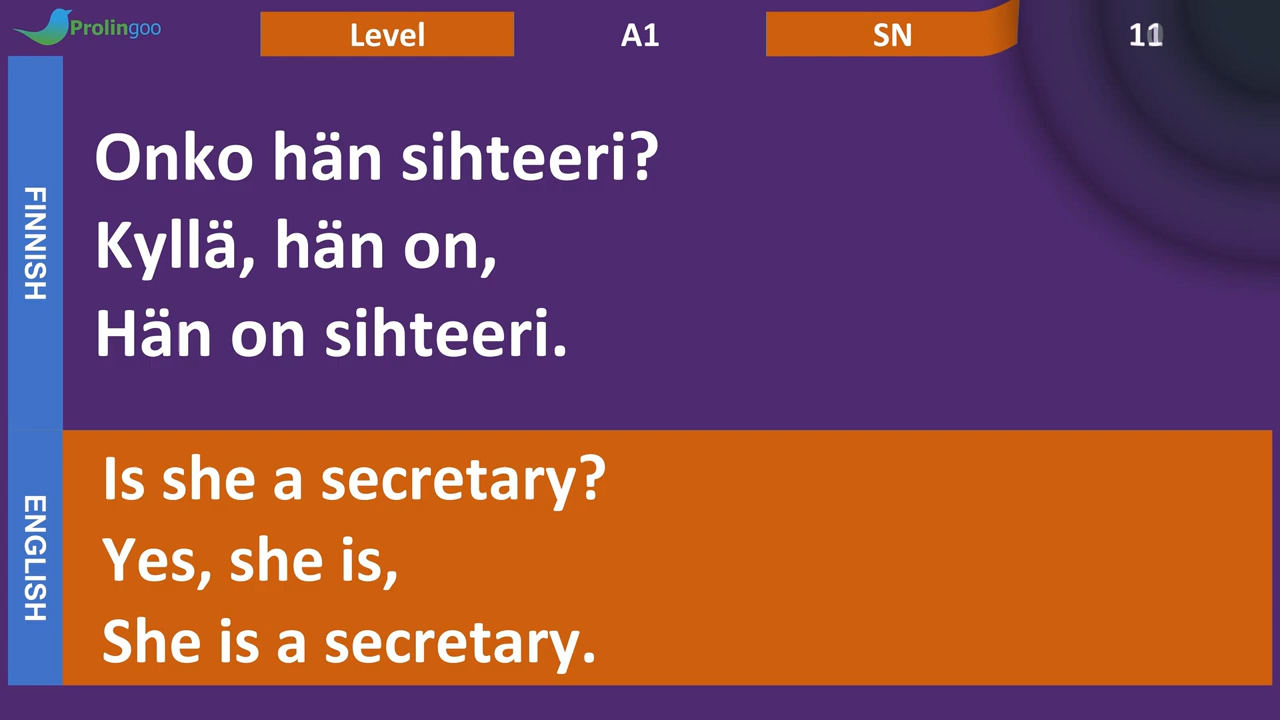 Prolingoo
Level
A1
SN
FINNISH
Onko hän sihteeri?
Kyllä, hän on,
Hän on sihteeri.
ENGLISH
Is she a secretary?
Yes, she is,
She is a secretary.